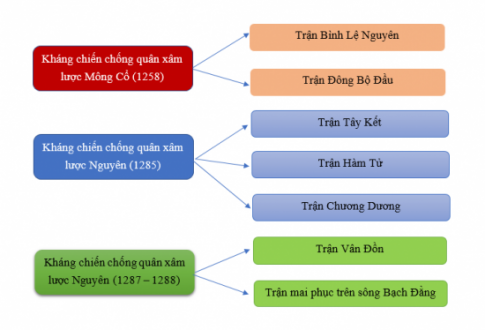 Kháng chiến chống quân xâm
lược Mông Cổ (1258)
Trận Bình Lệ Nguyên
Trận Đông Bộ Đầu
Kháng chiến chống quân xâm
lược Nguyên (1285)
Trận Tây Kết
Trận Hàm Tử
Trận Chương Dương
Kháng chiến chống quân xâm
lược Nguyên (1287 – 1288)
Trận Vân Đồn
Trận mai phục trên sông Bạch Đằng